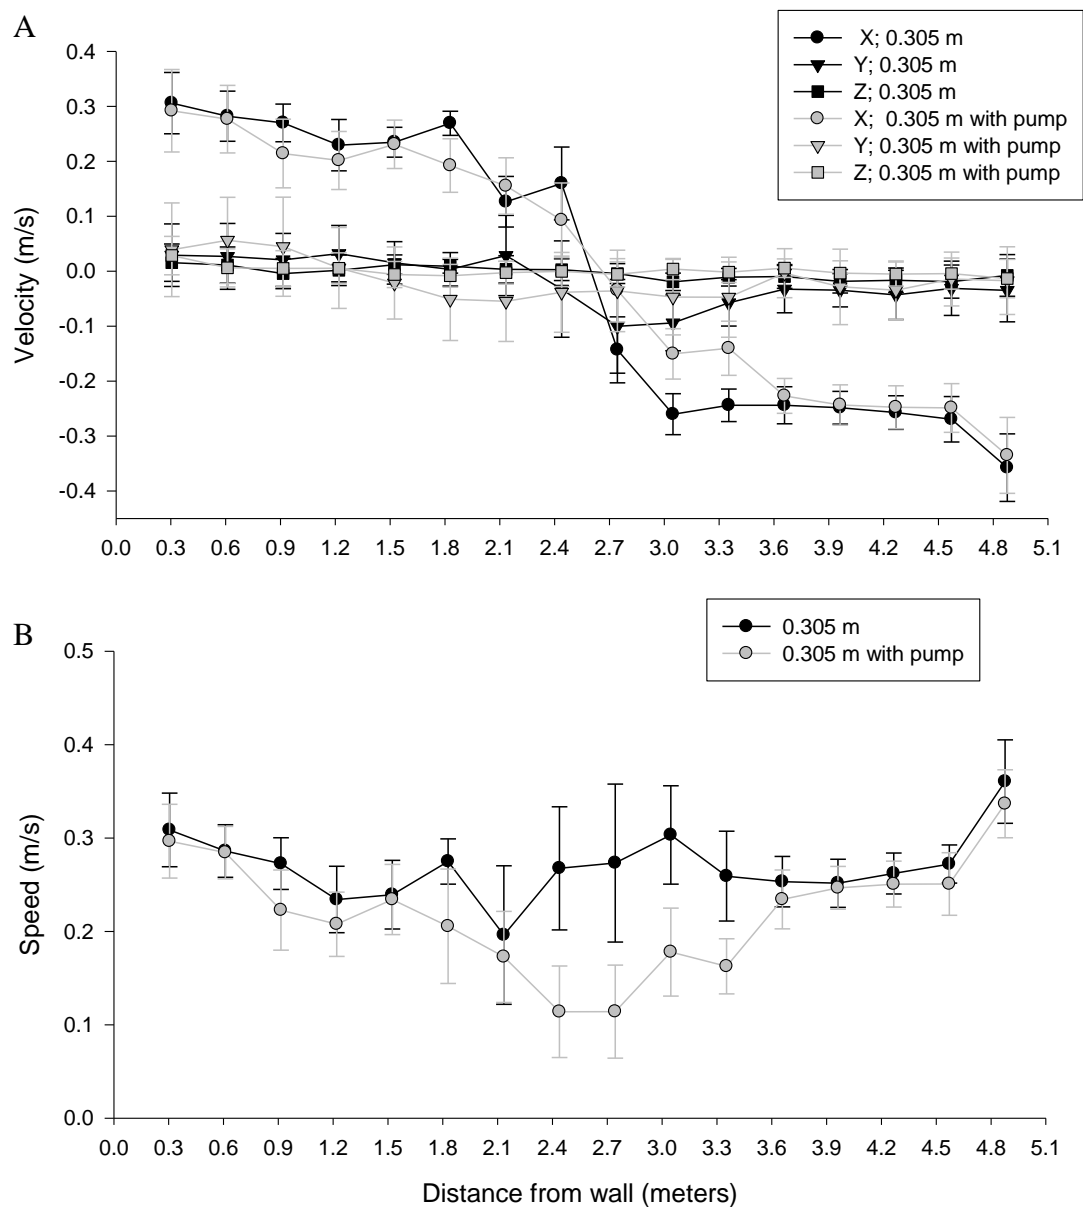 A
X; 0.305 m
Y; 0.305 m
Z; 0.305 m
X; 0.305 m with pump
Y; 0.305 m with pump
Z; 0.305 m with pump
0.4
0.3
0.2
0.1
0.0
-0.1
-0.2
-0.3
-0.4
Velocity (m/s)
0.0 0.3 0.6 0.9 1.2 1.5 1.8 2.1 2.4 2.7 3.0 3.3 3.6 3.9 4.2 4.5 4.8 5.1
B
0.305 m
0.305 m with pump
0.5
0.4
0.3
0.2
0.1
0.0
Speed (m/s)
0.0 0.3 0.6 0.9 1.2 1.5 1.8 2.1 2.4 2.7 3.0 3.3 3.6 3.9 4.2 4.5 4.8 5.1
Distance from wall (meters)